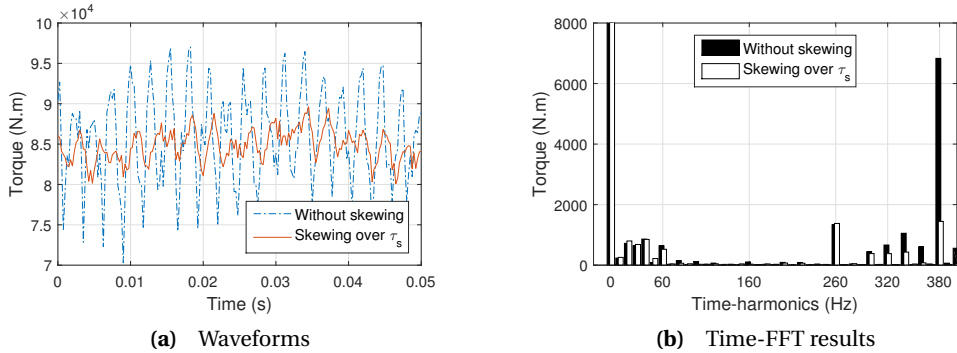 × 10⁴
10
9.5
9
8.5
8
7.5
7
Torque (N.m)
0
0.01
0.02
0.03
0.04
0.05
Time (s)
Without skewing
Skewing over τs
(a) Waveforms
8000
6000
4000
2000
0
Torque (N.m)
0
60
160
260
320
380
Time-harmonics (Hz)
Without skewing
Skewing over τs
(b) Time-FFT results